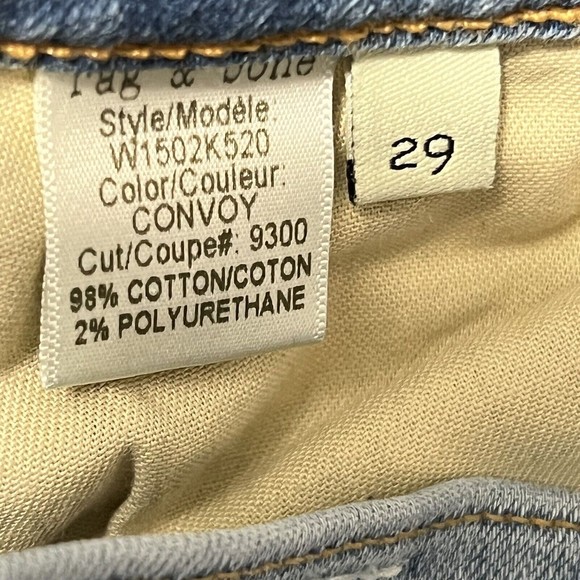 rag & bone
Style/Modèle:
W1502K520
Color/Couleur:
CONVOY
Cut/Coupe#: 9300
98% COTTON/COTON
2% POLYURETHANE
29